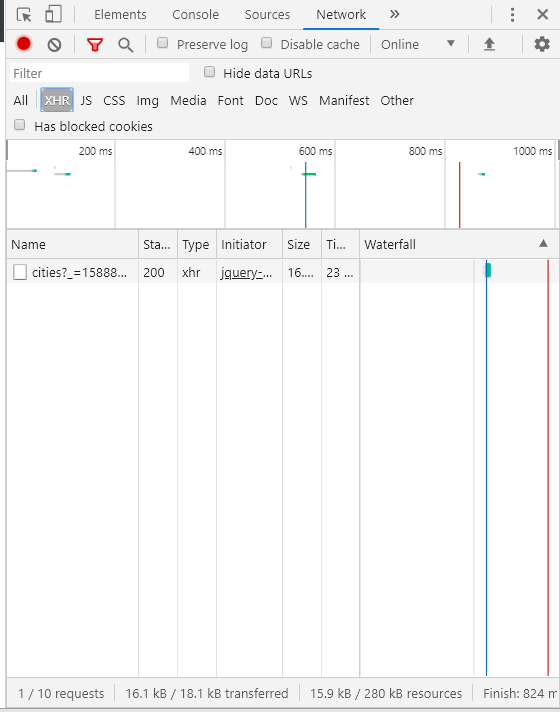 Elements Console Sources Network »
Preserve log Disable cache Online
Filter Hide data URLs
All XHR JS CSS Img Media Font Doc WS Manifest Other
Has blocked cookies
200 ms 400 ms 600 ms 800 ms 1000 ms
Name Sta... Type Initiator Size Ti... Waterfall
cities?_=15888... 200 xhr jquery-... 16.... 23 ...
1 / 10 requests 16.1 kB / 18.1 kB transferred 15.9 kB / 280 kB resources Finish: 824 m